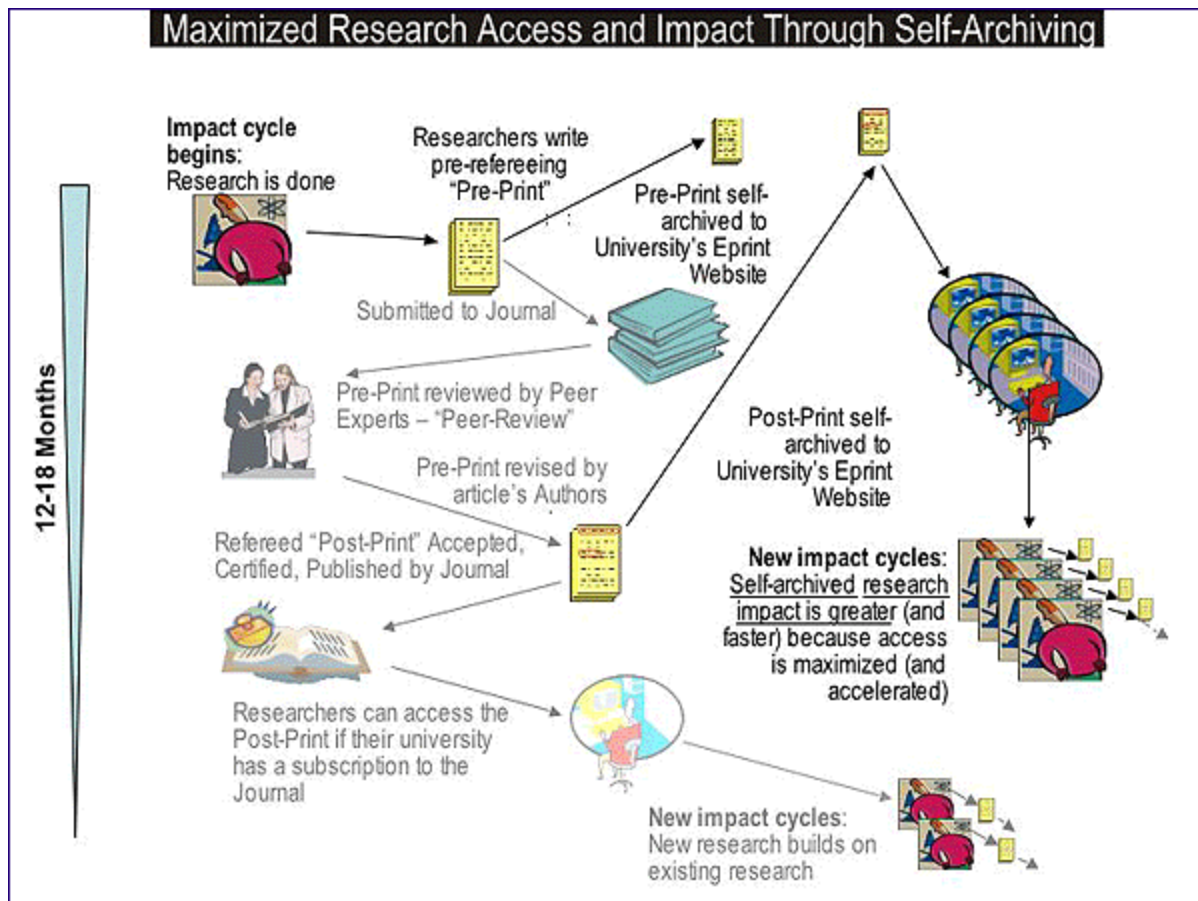 Maximized Research Access and Impact Through Self-Archiving
Impact cycle
begins:
Research is done
Researchers write
pre-refereeing
“Pre-Print”
Pre-Print self-
archived to
University’s Eprint
Website
Submitted to Journal
12-18 Months
Pre-Print reviewed by Peer
Experts – “Peer-Review”
Pre-Print revised by
article’s Authors
Post-Print self-
archived to
University’s Eprint
Website
Refereed “Post-Print” Accepted,
Certified, Published by Journal
New impact cycles:
Self-archived research
impact is greater (and
faster) because access
is maximized (and
accelerated)
Researchers can access the
Post-Print if their university
has a subscription to the
Journal
New impact cycles:
New research builds on
existing research